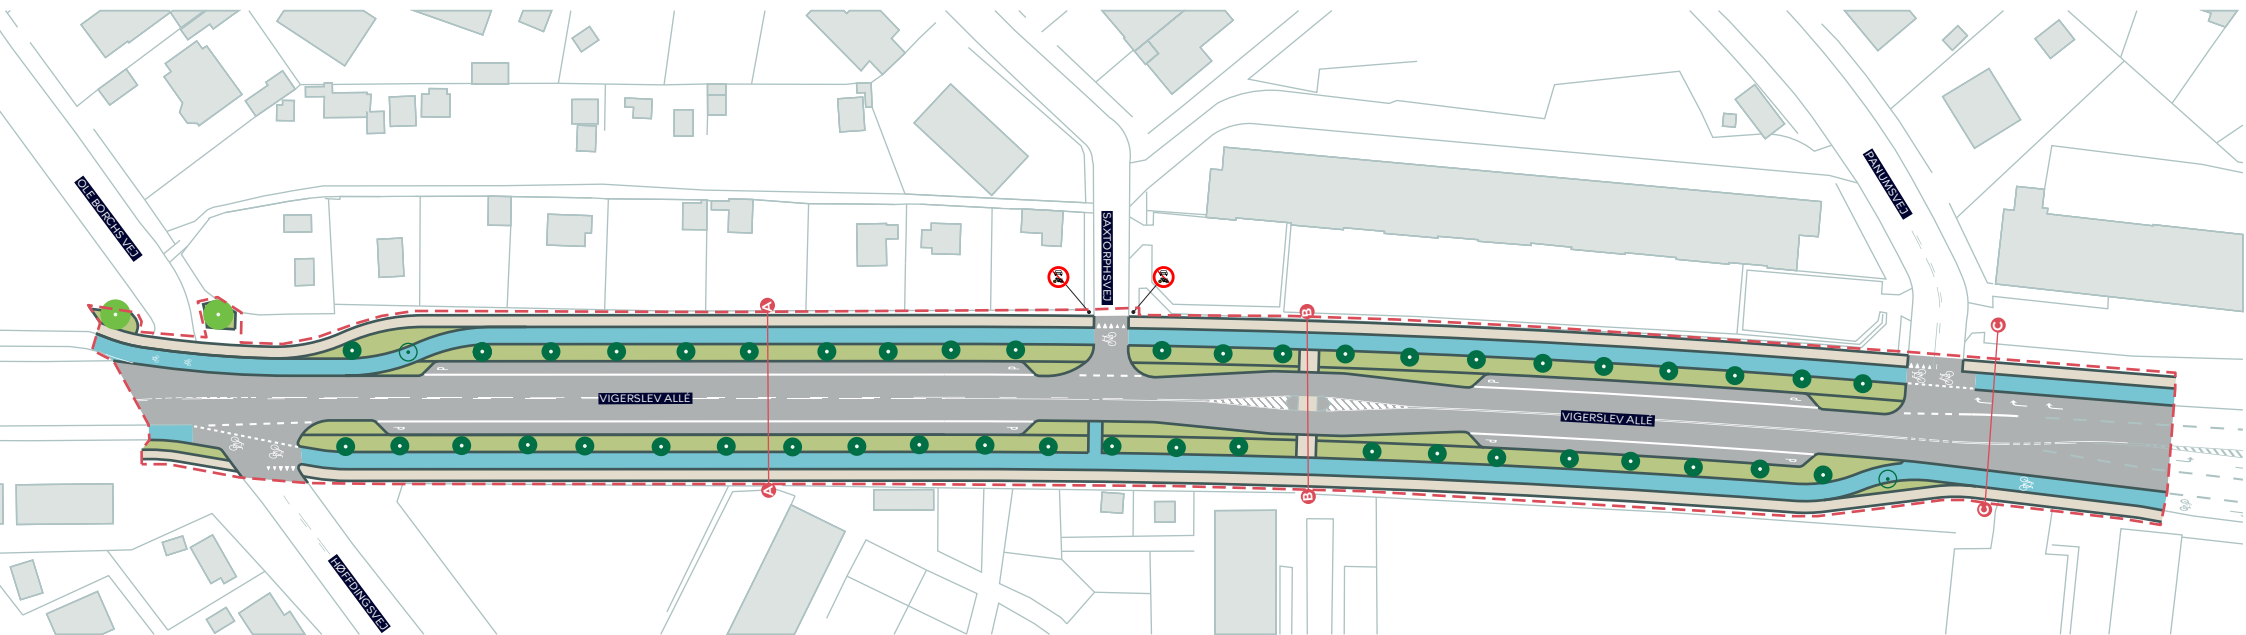 OLE BORCHS VEJ
SAXTORPHSVEJ
PANUMSVEJ
A
B
C
P
P
P
P
VIGERSLEV ALLÉ
VIGERSLEV ALLÉ
P
P
P
P
A
B
C
HØFFDINGSVEJ